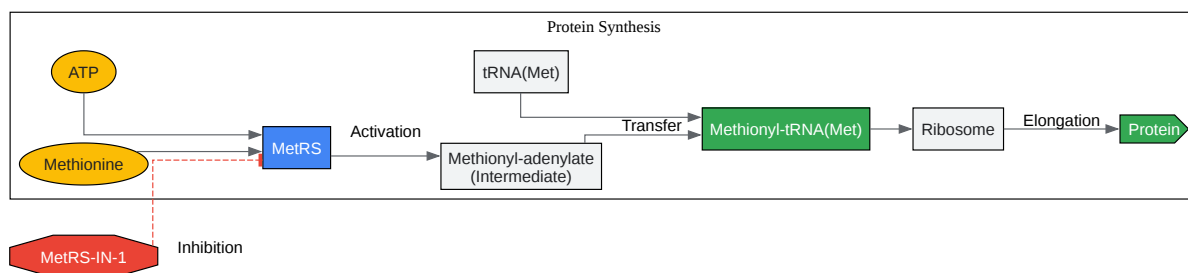 Protein Synthesis
ATP
tRNA(Met)
Methionine
MetRS
Activation
Methionyl-adenylate
(Intermediate)
Transfer
Methionyl-tRNA(Met)
Ribosome
Elongation
Protein
MetRS-IN-1
Inhibition